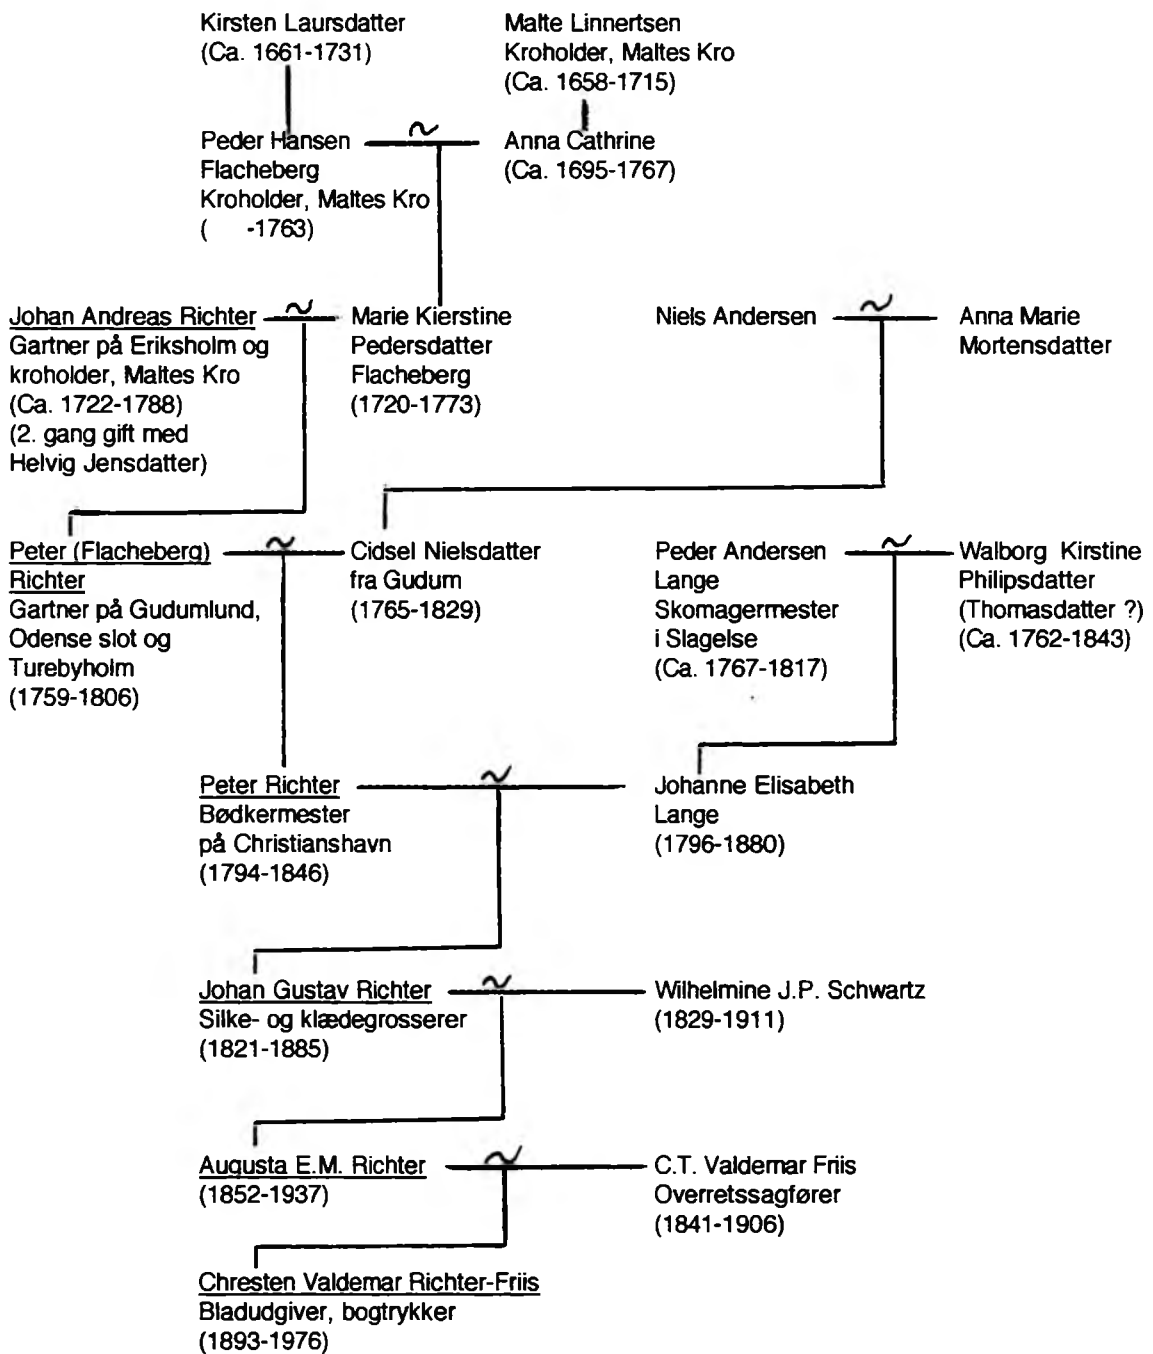 Kirsten Laursdatter
(Ca. 1661-1731)
Malte Linnertsen
Kroholder, Maltes Kro
(Ca. 1658-1715)
Peder Hansen
Flacheberg
Kroholder, Maltes Kro
( -1763)
~
Anna Cathrine
(Ca. 1695-1767)
Johan Andreas Richter
Gartner på Eriksholm og
kroholder, Maltes Kro
(Ca. 1722-1788)
(2. gang gift med
Helvig Jensdatter)
~
Marie Kierstine
Pedersdatter
Flacheberg
(1720-1773)
Niels Andersen
~
Anna Marie
Mortensdatter
Peter (Flacheberg)
Richter
Gartner på Gudumlund,
Odense slot og
Turebyholm
(1759-1806)
~
Cidsel Nielsdatter
fra Gudum
(1765-1829)
Peder Andersen
Lange
Skomagermester
i Slagelse
(Ca. 1767-1817)
~
Walborg Kirstine
Philipsdatter
(Thomasdatter ?)
(Ca. 1762-1843)
Peter Richter
Bødkermester
på Christianshavn
(1794-1846)
~
Johanne Elisabeth
Lange
(1796-1880)
Johan Gustav Richter
Silke- og klædegrosserer
(1821-1885)
~
Wilhelmine J.P. Schwartz
(1829-1911)
Augusta E.M. Richter
(1852-1937)
~
C.T. Valdemar Friis
Overretssagfører
(1841-1906)
Chresten Valdemar Richter-Friis
Bladudgiver, bogtrykker
(1893-1976)